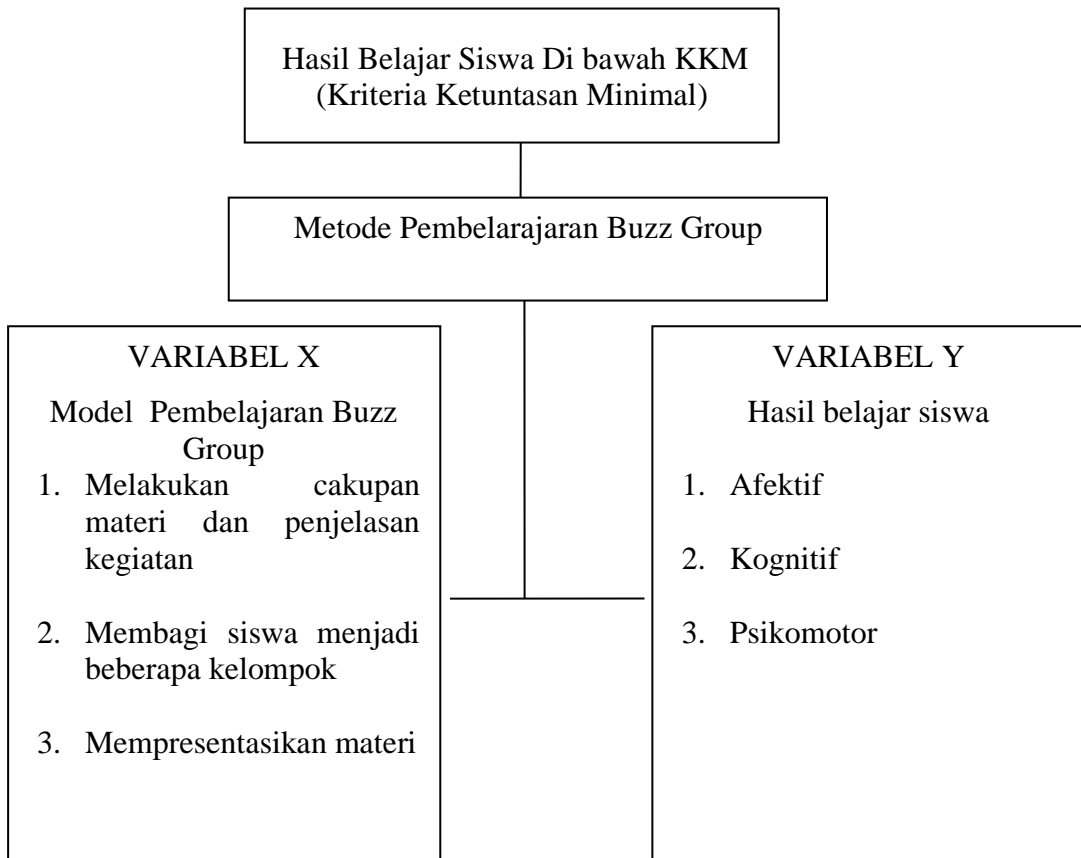 Hasil Belajar Siswa Di bawah KKM
(Kriteria Ketuntasan Minimal)
Metode Pembelarajaran Buzz Group
VARIABEL X
Model Pembelajaran Buzz
Group
1. Melakukan cakupan
materi dan penjelasan
kegiatan
2. Membagi siswa menjadi
beberapa kelompok
3. Mempresentasikan materi
VARIABEL Y
Hasil belajar siswa
1. Afektif
2. Kognitif
3. Psikomotor